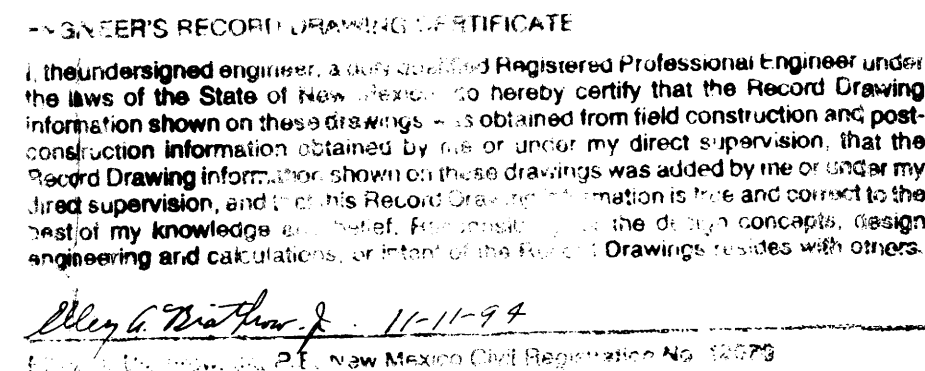 ENGINEER'S RECORD DRAWING CERTIFICATE
I, the undersigned engineer, a duly qualified Registered Professional Engineer under
the laws of the State of New Mexico, do hereby certify that the Record Drawing
information shown on these drawings was obtained from field construction and post-
construction information obtained by me or under my direct supervision, that the
Record Drawing information shown on these drawings was added by me or under my
direct supervision, and that this Record Drawing information is true and correct to the
best of my knowledge and belief. Responsibility the design concepts, design
engineering and calculations, or intent of the Record Drawings resides with others.
A. Jr. 11-11-94
P.E., New Mexico Civil Registration No.